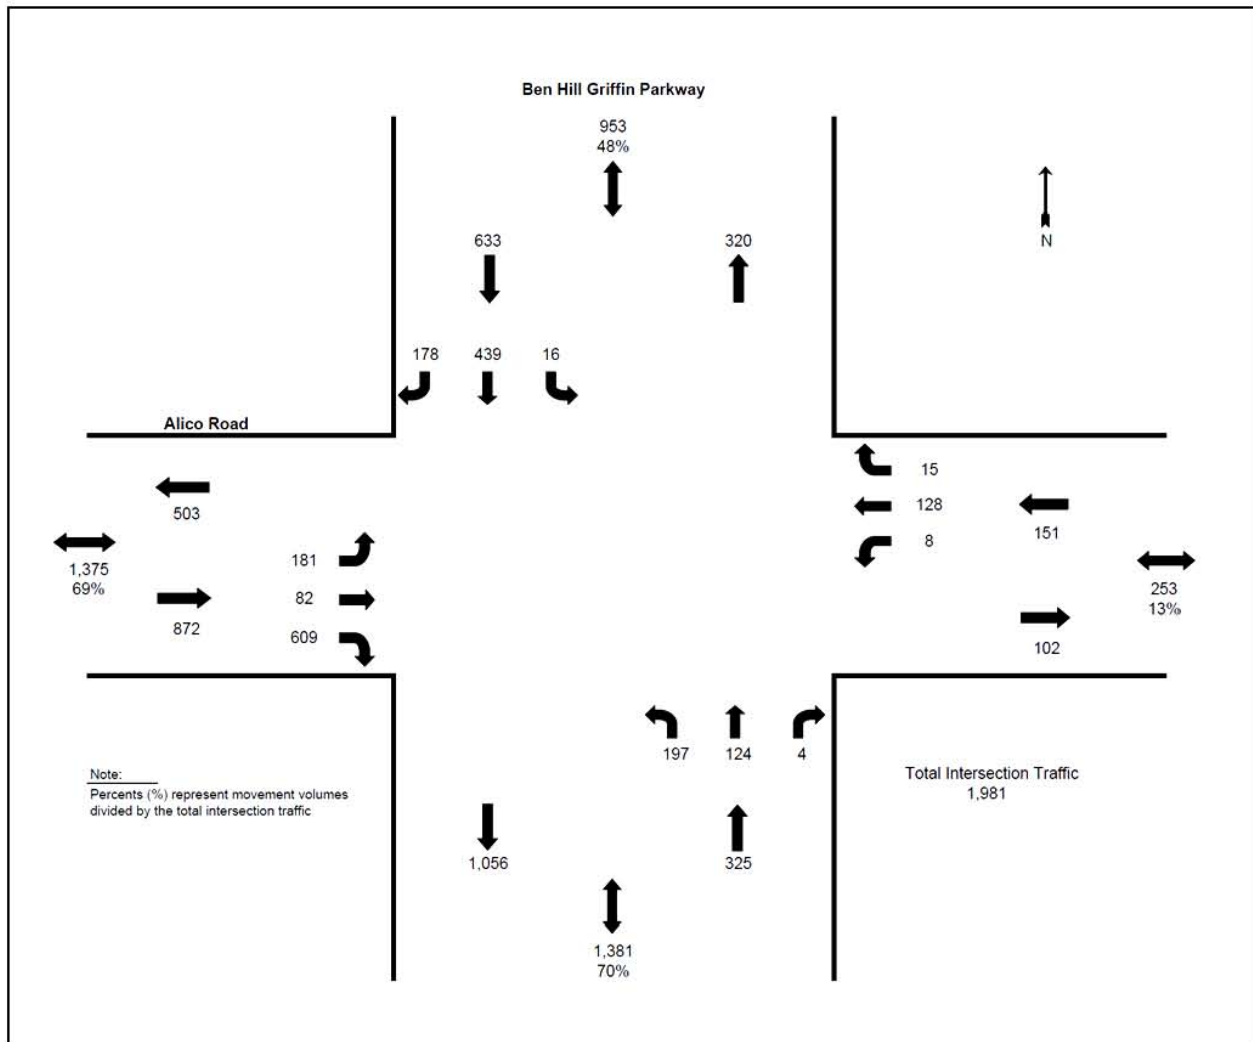 Ben Hill Griffin Parkway
953
48%
633
320
N
178 439 16
Alico Road
15
503
128
151
8
181
1,375
69%
82
253
13%
872
609
102
197 124 4
Note:
Percents (%) represent movement volumes
divided by the total intersection traffic
Total Intersection Traffic
1,981
1,056
325
1,381
70%